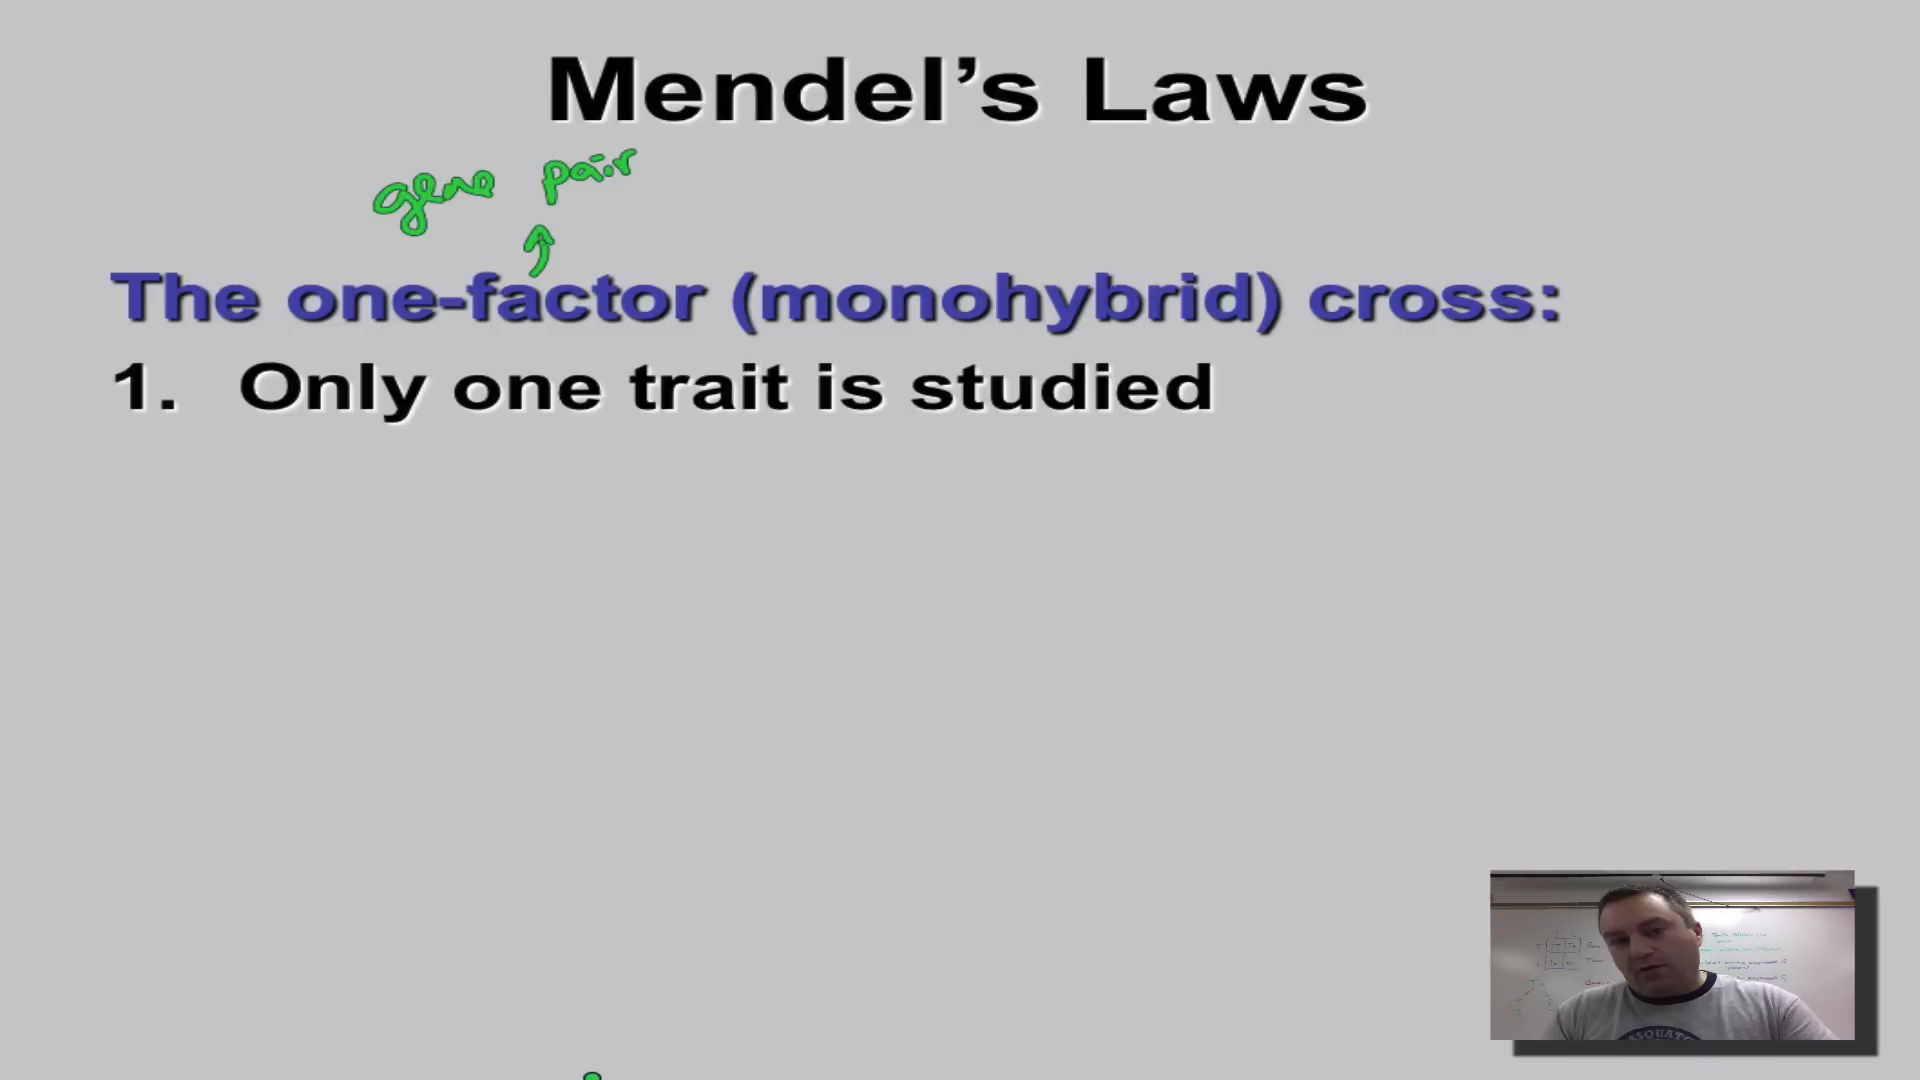 Mendel's Laws
gene pair
The one-factor (monohybrid) cross:
1. Only one trait is studied